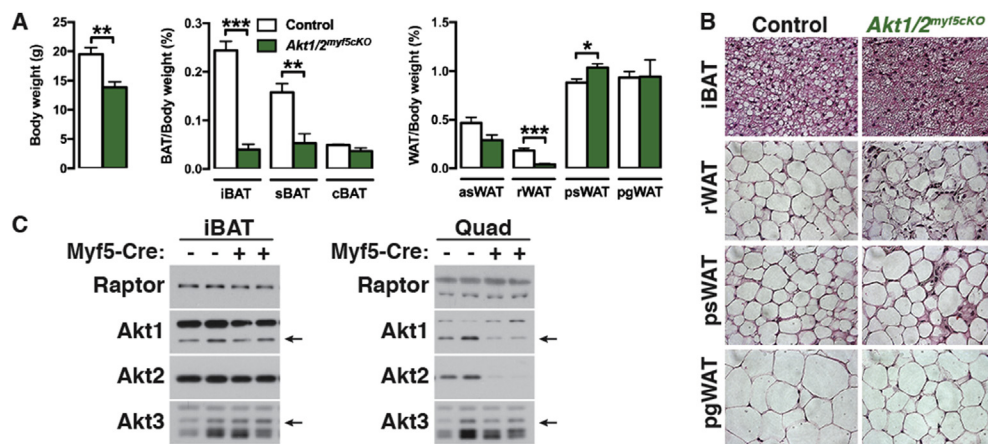 A
Body weight (g)
25
20
15
10
5
0
**
BAT/Body weight (%)
0.3
0.2
0.1
0.0
***
**
iBAT sBAT cBAT
Control
Akt1/2myf5cKO
WAT/Body weight (%)
1.5
1.0
0.5
0.0
***
*
asWAT rWAT psWAT pgWAT
B
Control Akt1/2myf5cKO
iBAT
rWAT
psWAT
pgWAT
C
iBAT
Myf5-Cre: - - + +
Raptor
Akt1
Akt2
Akt3
Quad
Myf5-Cre: - - + +
Raptor
Akt1
Akt2
Akt3